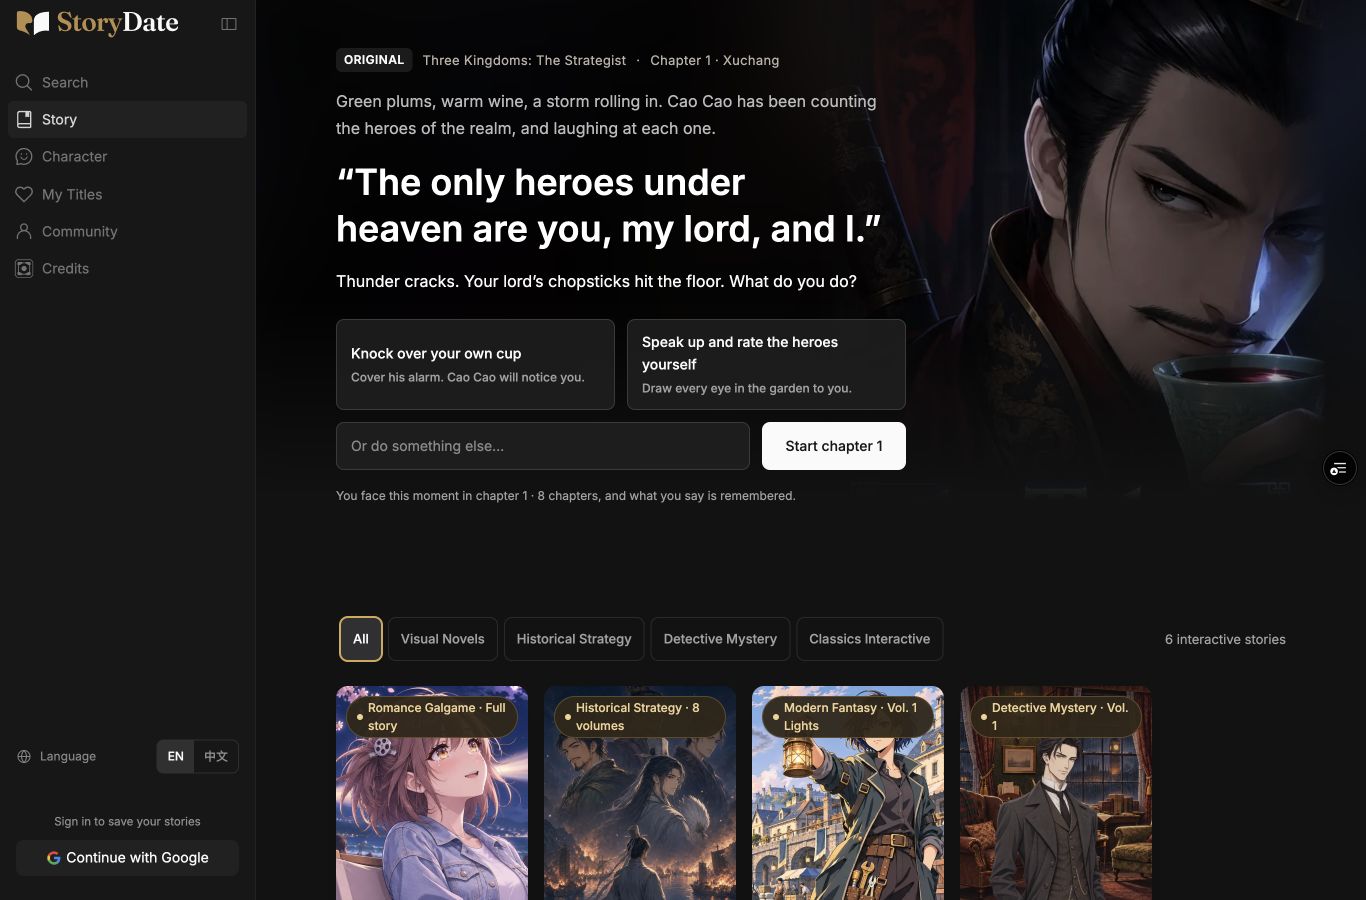 StoryDate
Search
Story
Character
My Titles
Community
Credits
Language
EN
中文
Sign in to save your stories
Continue with Google
ORIGINAL
Three Kingdoms: The Strategist · Chapter 1 · Xuchang
Green plums, warm wine, a storm rolling in. Cao Cao has been counting
the heroes of the realm, and laughing at each one.
“The only heroes under
heaven are you, my lord, and I.”
Thunder cracks. Your lord’s chopsticks hit the floor. What do you do?
Knock over your own cup
Cover his alarm. Cao Cao will notice you.
Speak up and rate the heroes
yourself
Draw every eye in the garden to you.
Or do something else...
Start chapter 1
You face this moment in chapter 1 · 8 chapters, and what you say is remembered.
All
Visual Novels
Historical Strategy
Detective Mystery
Classics Interactive
6 interactive stories
Romance Galgame · Full
story
Historical Strategy · 8
volumes
Modern Fantasy · Vol. 1
Lights
Detective Mystery · Vol.
1